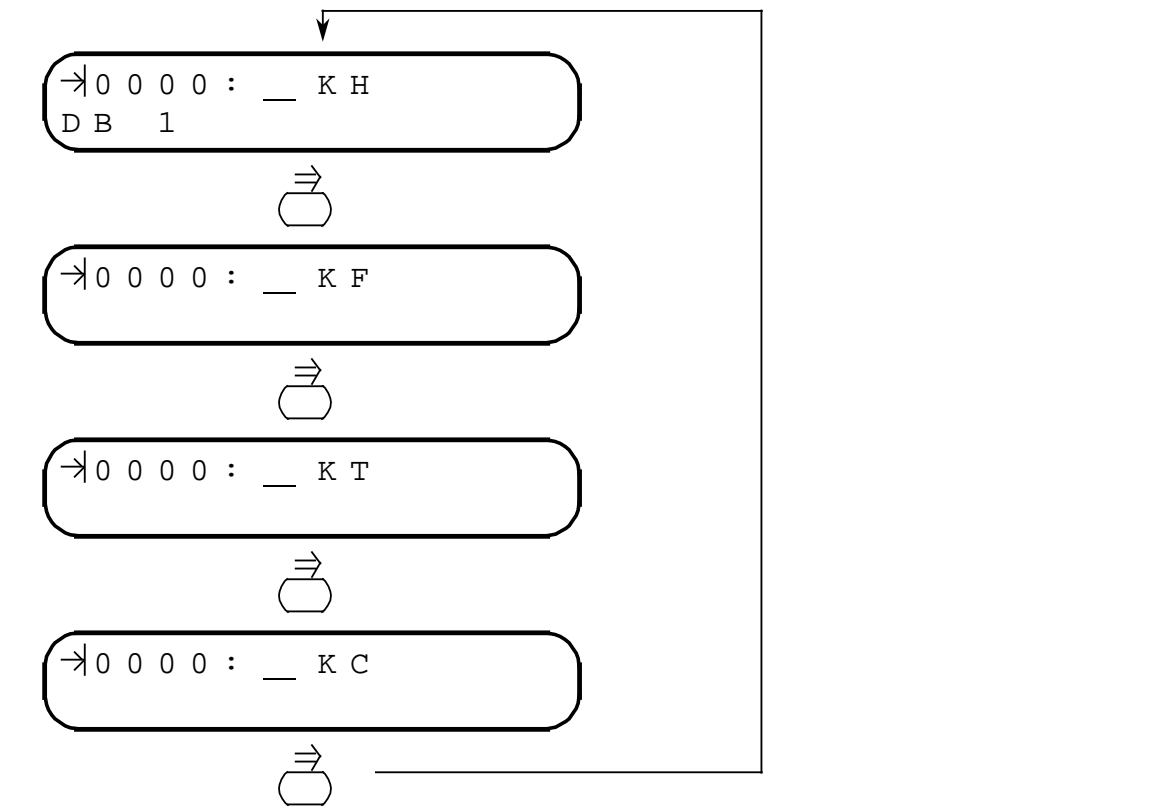 →|0 0 0 0 : __ K H
D B 1
⇒
→|0 0 0 0 : __ K F
⇒
→|0 0 0 0 : __ K T
⇒
→|0 0 0 0 : __ K C
⇒